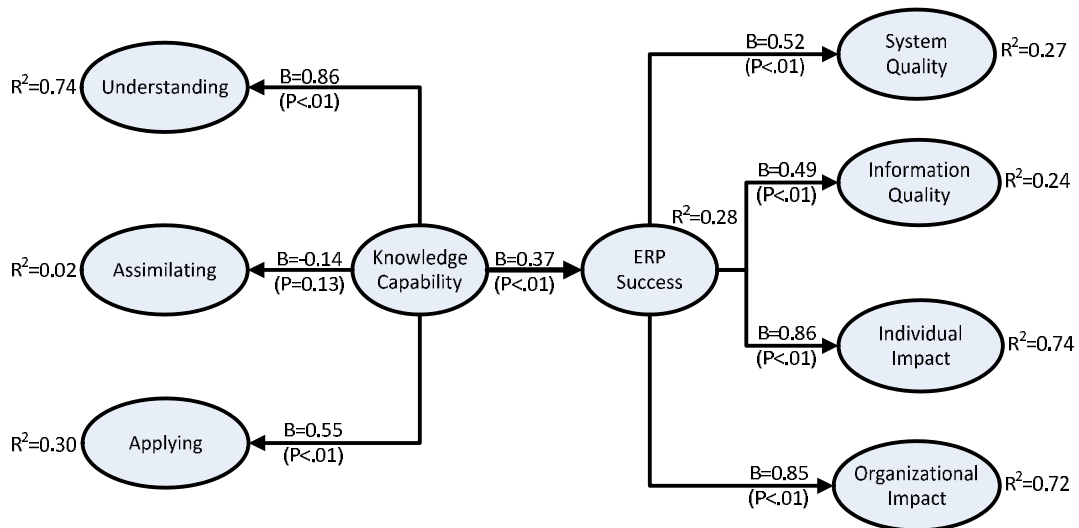 R²=0.74
Understanding
B=0.86
(P<.01)
R²=0.02
Assimilating
B=-0.14
(P=0.13)
R²=0.30
Applying
B=0.55
(P<.01)
Knowledge
Capability
B=0.37
(P<.01)
R²=0.28
ERP
Success
B=0.52
(P<.01)
System
Quality
R²=0.27
B=0.49
(P<.01)
Information
Quality
R²=0.24
B=0.86
(P<.01)
Individual
Impact
R²=0.74
B=0.85
(P<.01)
Organizational
Impact
R²=0.72